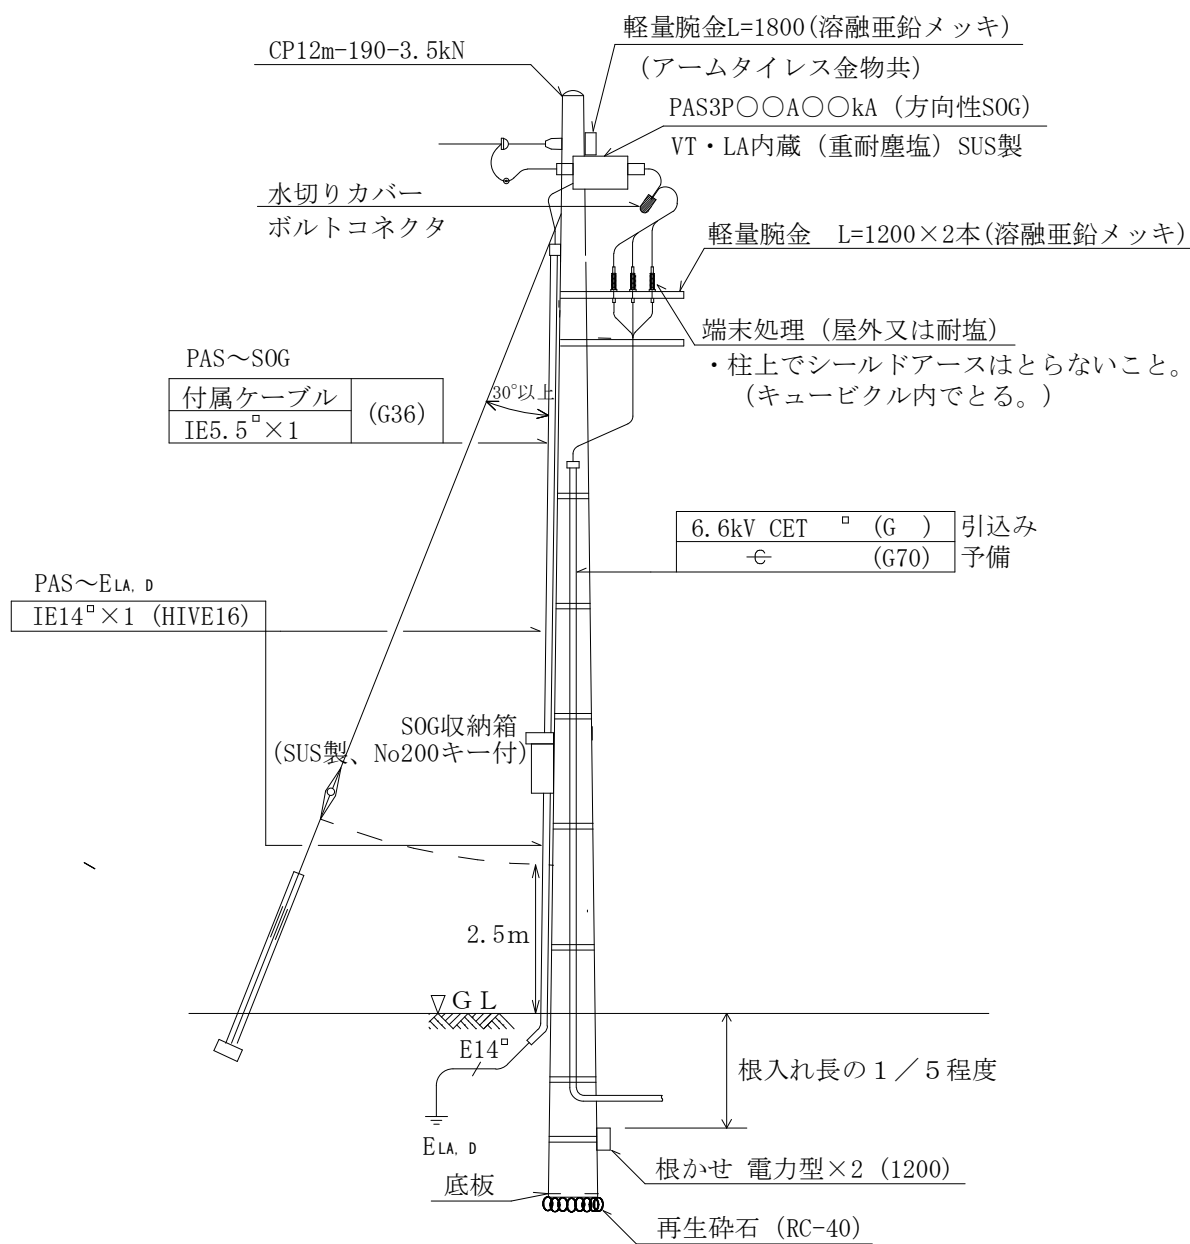 軽量腕金L=1800(溶融亜鉛メッキ)
(アームタイレス金物共)
CP12m-190-3.5kN
PAS3P○○A○○kA (方向性SOG)
VT・LA内蔵 (重耐塵塩) SUS製
水切りカバー
ボルトコネクタ
軽量腕金 L=1200×2本(溶融亜鉛メッキ)
端末処理 (屋外又は耐塩)
・柱上でシールドアースはとらないこと。
(キュービクル内でとる。)
PAS～SOG
付属ケーブル
IE5.5□×1
(G36)
30°以上
6.6kV CET □ (G ) 引込み
(G70) 予備
PAS～ELA, D
IE14□×1 (HIVE16)
SOG収納箱
(SUS製、No200キー付)
2.5m
GL
E14□
根入れ長の1／5程度
ELA, D
根かせ 電力型×2 (1200)
底板
再生砕石 (RC-40)